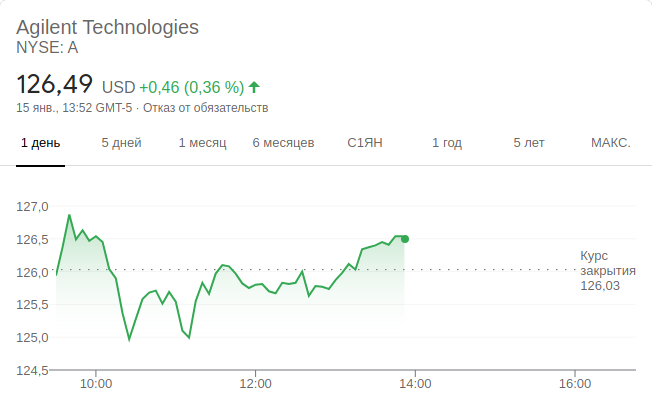 Agilent Technologies
NYSE: A
126,49 USD +0,46 (0,36 %)
15 янв., 13:52 GMT-5 · Отказ от обязательств
1 день 5 дней 1 месяц 6 месяцев С1ЯН 1 год 5 лет МАКС.
127,0
126,5
126,0
125,5
125,0
124,5
Курс
закрытия
126,03
10:00 12:00 14:00 16:00